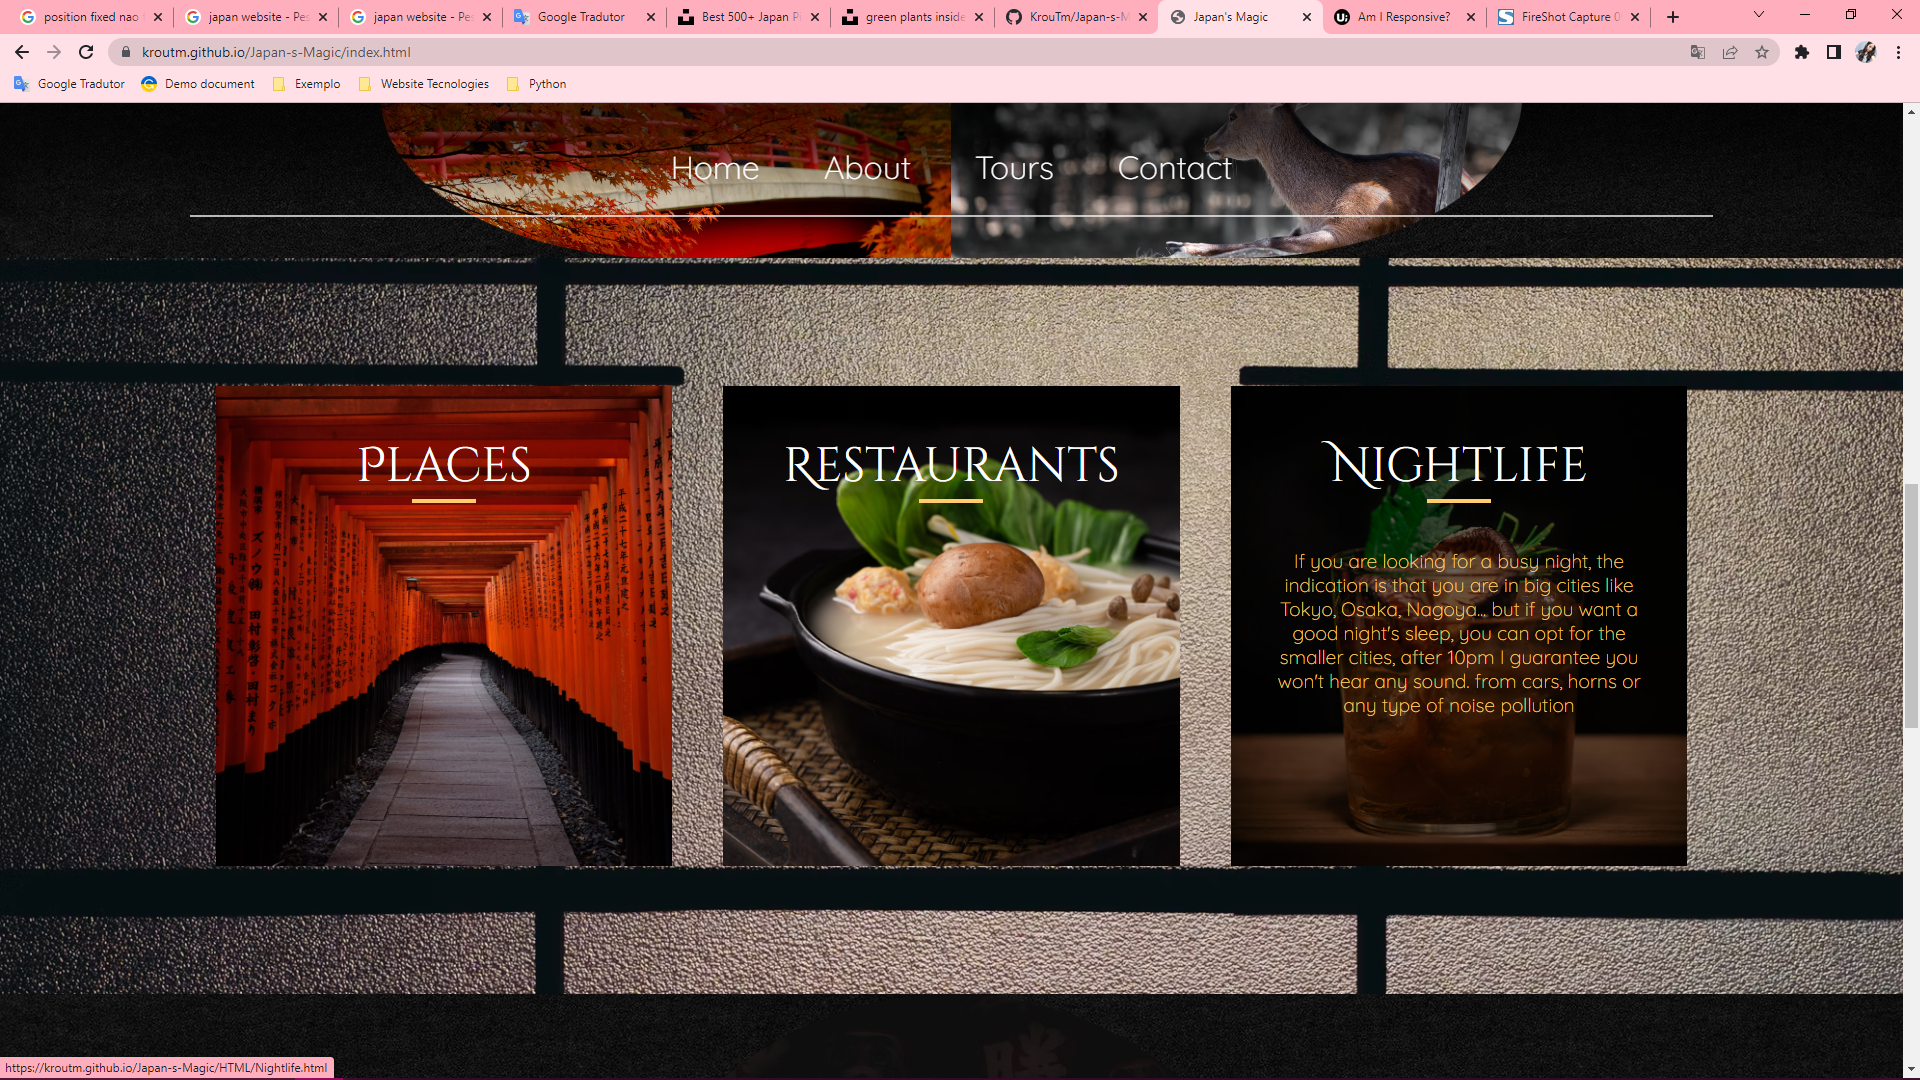 position fixed nao
japan website - Pes
japan website - Pes
Google Tradutor
Best 500+ Japan Pi
green plants inside
KrouTm/Japan-s-M
Japan's Magic
Am I Responsive?
FireShot Capture 0
kroutm.github.io/Japan-s-Magic/index.html
Google Tradutor
Demo document
Exemplo
Website Tecnologies
Python
Home
About
Tours
Contact
Places
Restaurants
Nightlife
If you are looking for a busy night, the
indication is that you are in big cities like
Tokyo, Osaka, Nagoya... but if you want a
good night's sleep, you can opt for the
smaller cities, after 10pm I guarantee you
won't hear any sound. from cars, horns or
any type of noise pollution
https://kroutm.github.io/Japan-s-Magic/HTML/Nightlife.html